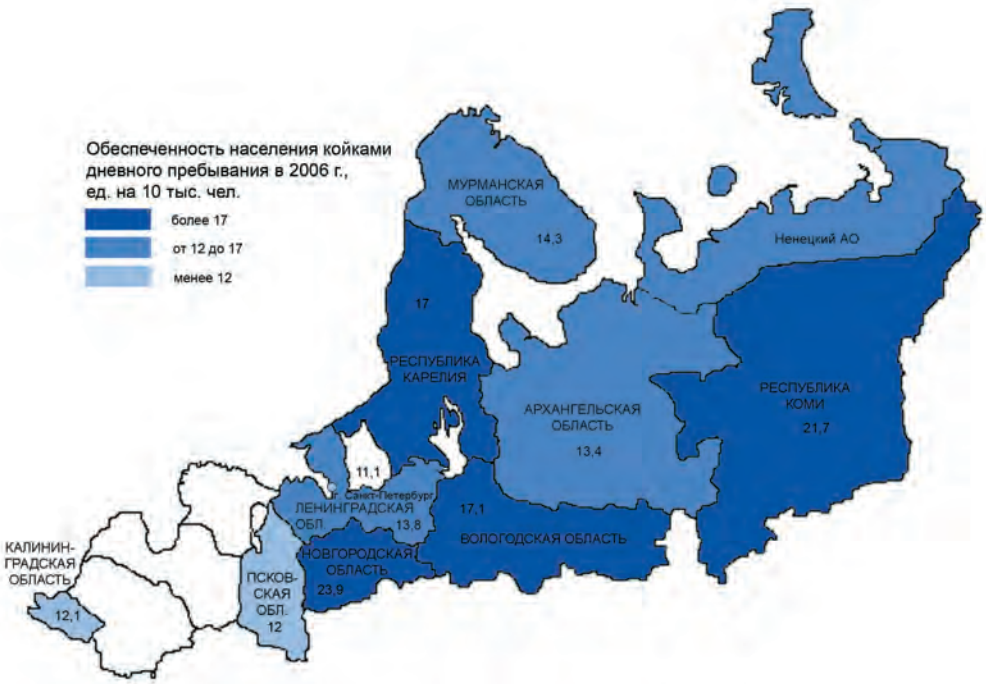 Обеспеченность населения койками
дневного пребывания в 2006 г.,
ед. на 10 тыс. чел.
более 17
от 12 до 17
менее 12
МУРМАНСКАЯ
ОБЛАСТЬ
14,3
Ненецкий АО
17
РЕСПУБЛИКА
КАРЕЛИЯ
РЕСПУБЛИКА
КОМИ
21,7
АРХАНГЕЛЬСКАЯ
ОБЛАСТЬ
13,4
11,1
г. Санкт-Петербург
ЛЕНИНГРАДСКАЯ
ОБЛ.
13,8
17,1
ВОЛОГОДСКАЯ ОБЛАСТЬ
НОВГОРОДСКАЯ
ОБЛАСТЬ
23,9
КАЛИНИН-
ГРАДСКАЯ
ОБЛАСТЬ
12,1
ПСКОВ-
СКАЯ
ОБЛ.
12